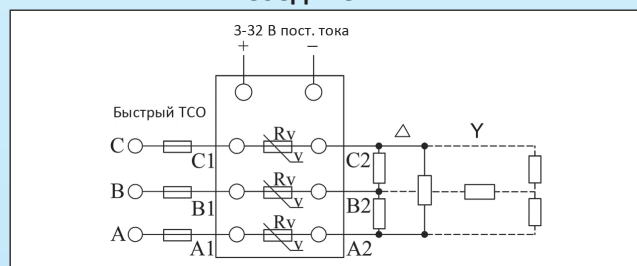 3-32 В пост. тока
+ −
Быстрый ТСО
△ Y
C C1 Rv v C2
B B1 Rv v B2
A A1 Rv v A2